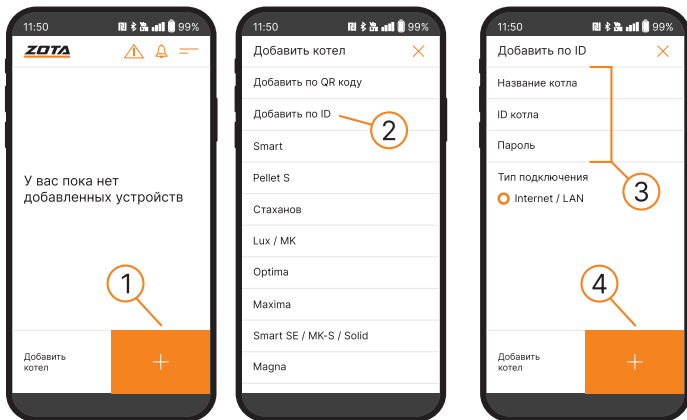 11:50 99%
ZOTA
У вас пока нет
добавленных устройств
1
Добавить
котел
+
11:50 99%
Добавить котел
Добавить по QR коду
Добавить по ID
2
Smart
Pellet S
Стаханов
Lux / MK
Optima
Maxima
Smart SE / MK-S / Solid
Magna
11:50 99%
Добавить по ID
Название котла
ID котла
Пароль
3
Тип подключения
Internet / LAN
4
Добавить
котел
+